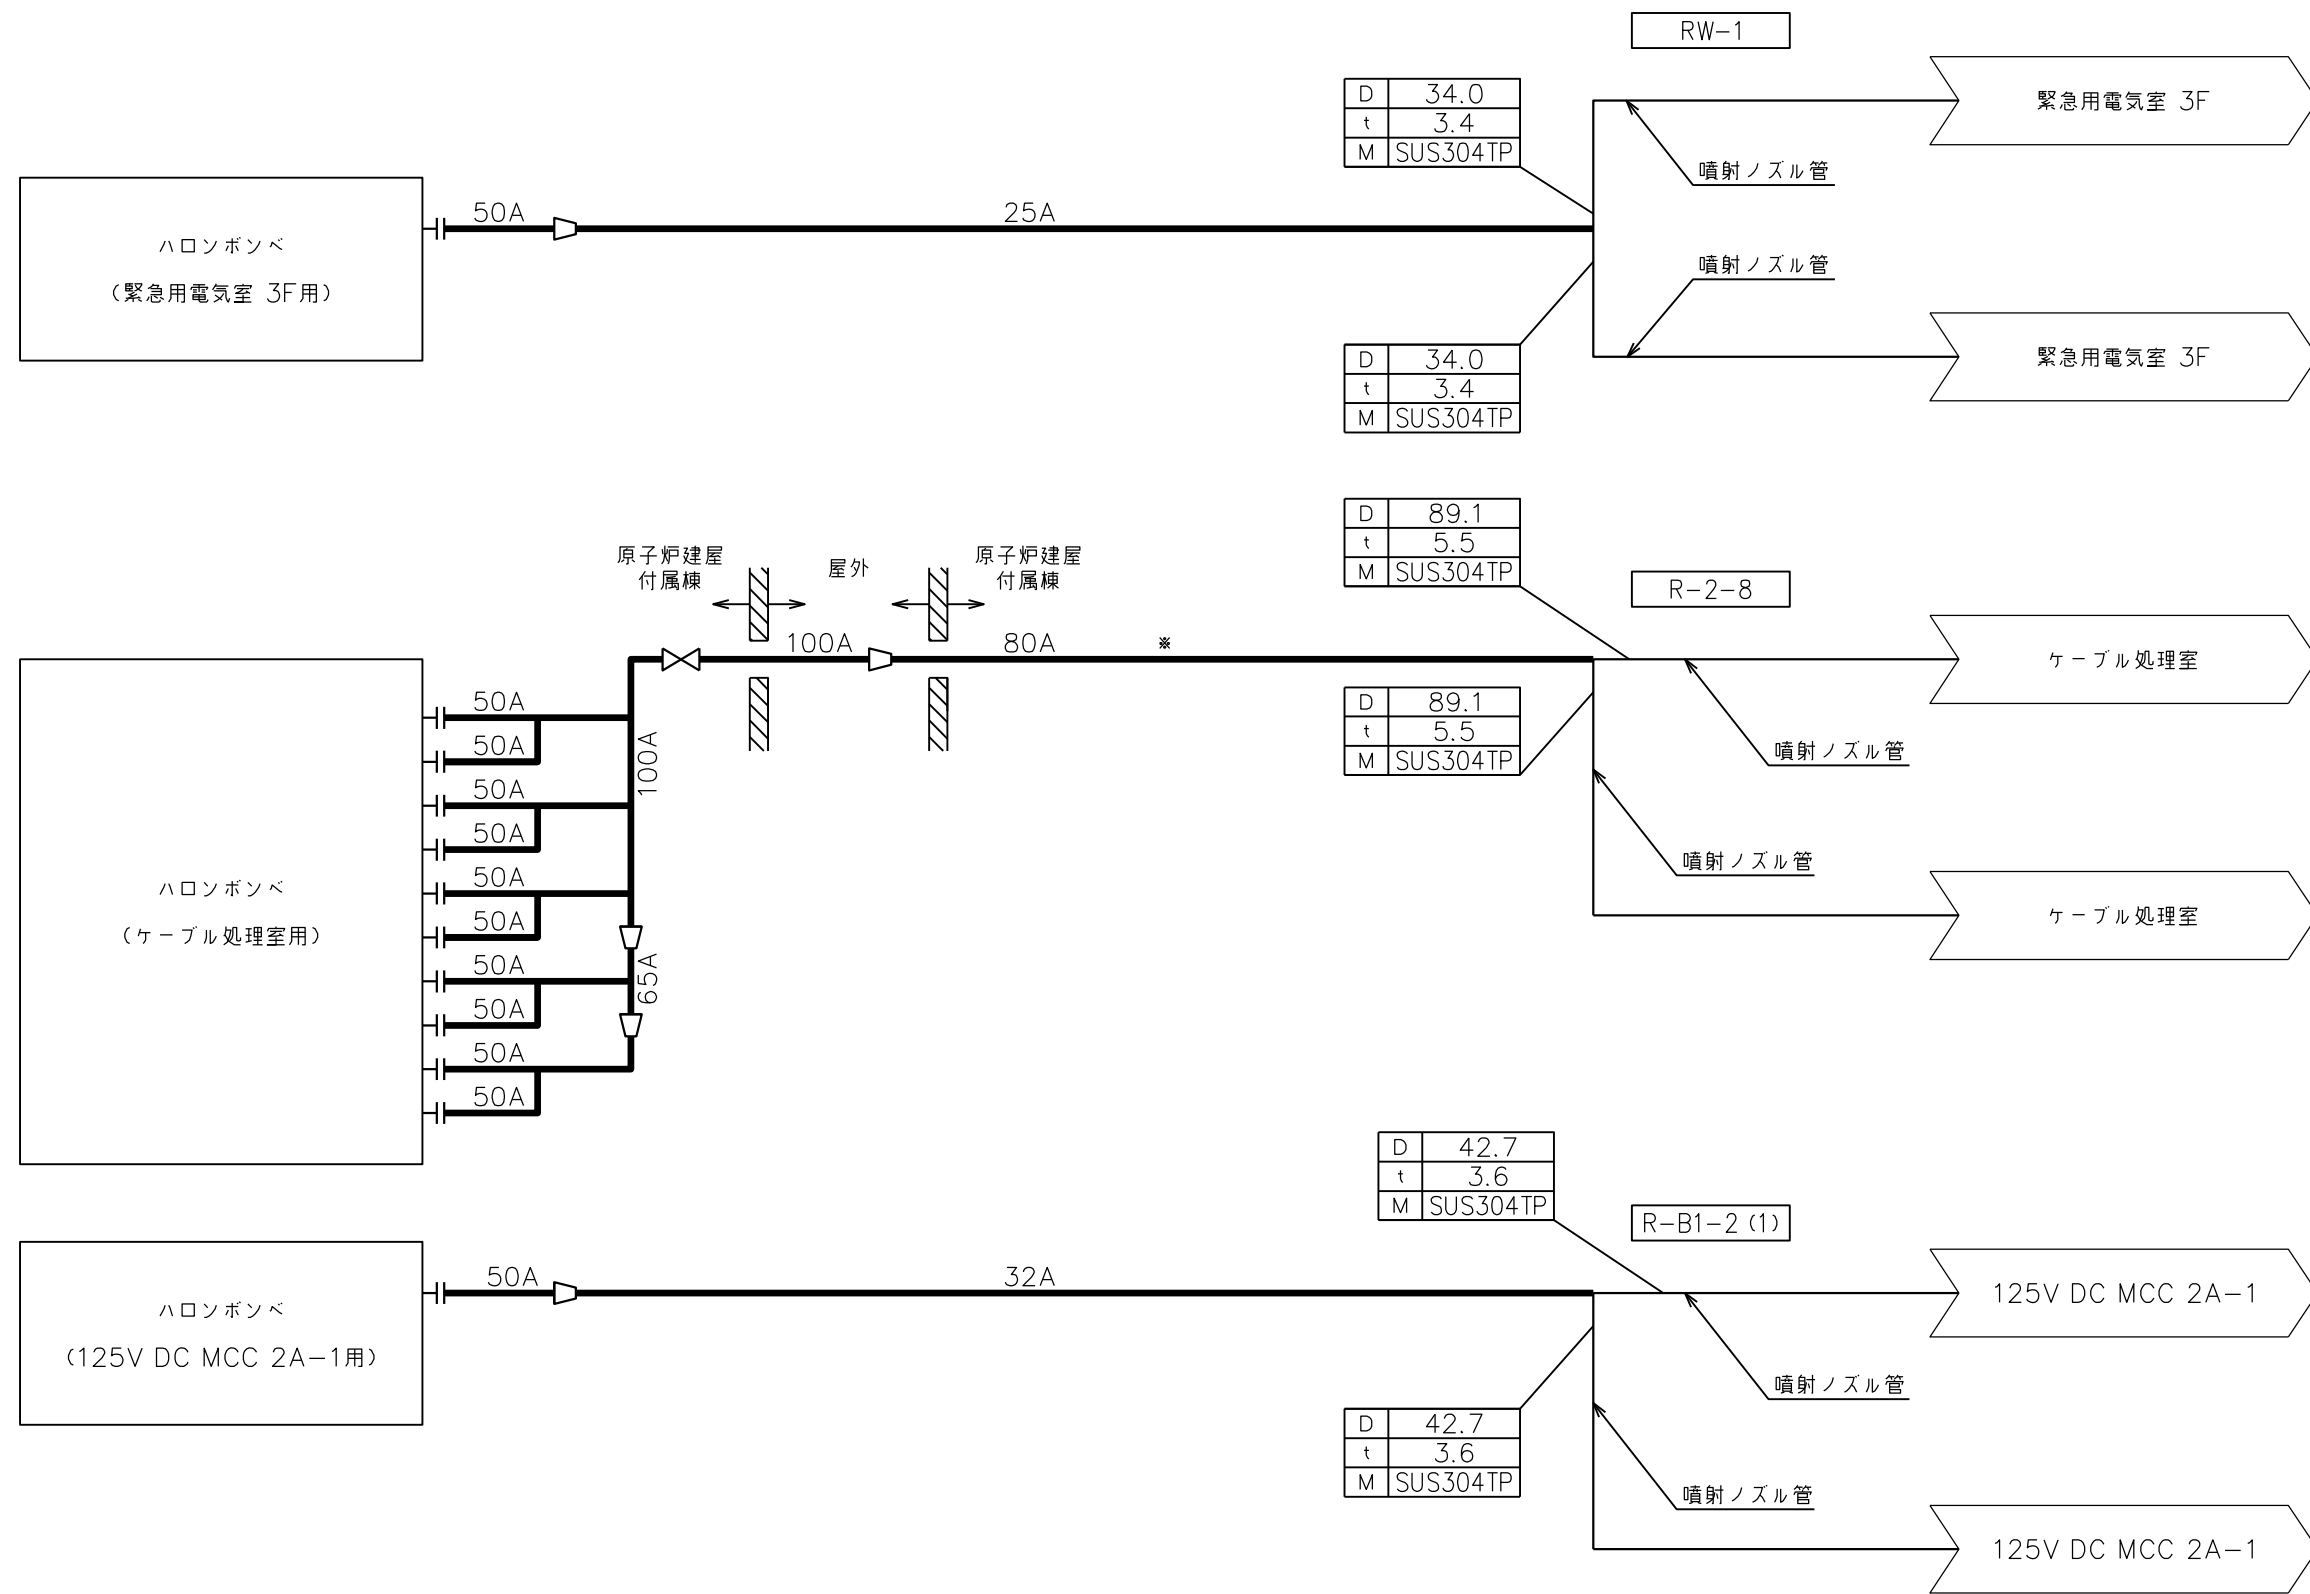 RW-1
D 34.0
t 3.4
M SUS304TP
緊急用電気室 3F
噴射ノズル管
ハロンボンベ
(緊急用電気室 3F用)
50A
25A
噴射ノズル管
D 34.0
t 3.4
M SUS304TP
緊急用電気室 3F
D 89.1
t 5.5
M SUS304TP
R-2-8
原子炉建屋
付属棟
屋外
原子炉建屋
付属棟
100A
80A
※
ケーブル処理室
D 89.1
t 5.5
M SUS304TP
噴射ノズル管
噴射ノズル管
ケーブル処理室
ハロンボンベ
(ケーブル処理室用)
50A
50A
50A
50A
50A
50A
50A
50A
50A
50A
100A
65A
D 42.7
t 3.6
M SUS304TP
R-B1-2(1)
ハロンボンベ
(125V DC MCC 2A-1用)
50A
32A
125V DC MCC 2A-1
噴射ノズル管
D 42.7
t 3.6
M SUS304TP
噴射ノズル管
125V DC MCC 2A-1